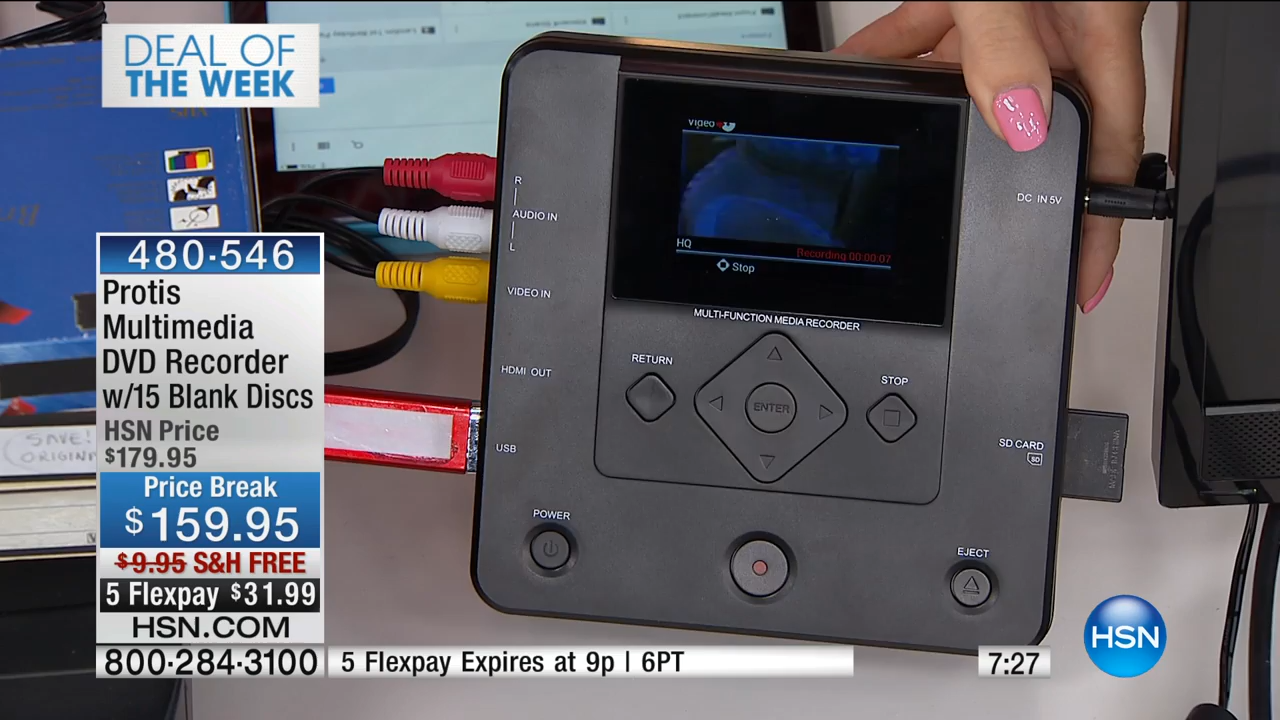 DEAL OF
THE WEEK
480-546
Protis
Multimedia
DVD Recorder
w/15 Blank Discs
HSN Price
$179.95
Price Break
$159.95
$9.95 S&H FREE
5 Flexpay $31.99
HSN.COM
800-284-3100
5 Flexpay Expires at 9p | 6PT
7:27
HSN
Video
HQ
Recording 00:00:07
Stop
MULTI-FUNCTION MEDIA RECORDER
R
AUDIO IN
L
VIDEO IN
HDMI OUT
USB
DC IN 5V
SD CARD
SD
RETURN
ENTER
STOP
POWER
EJECT
SAVE!
VHS